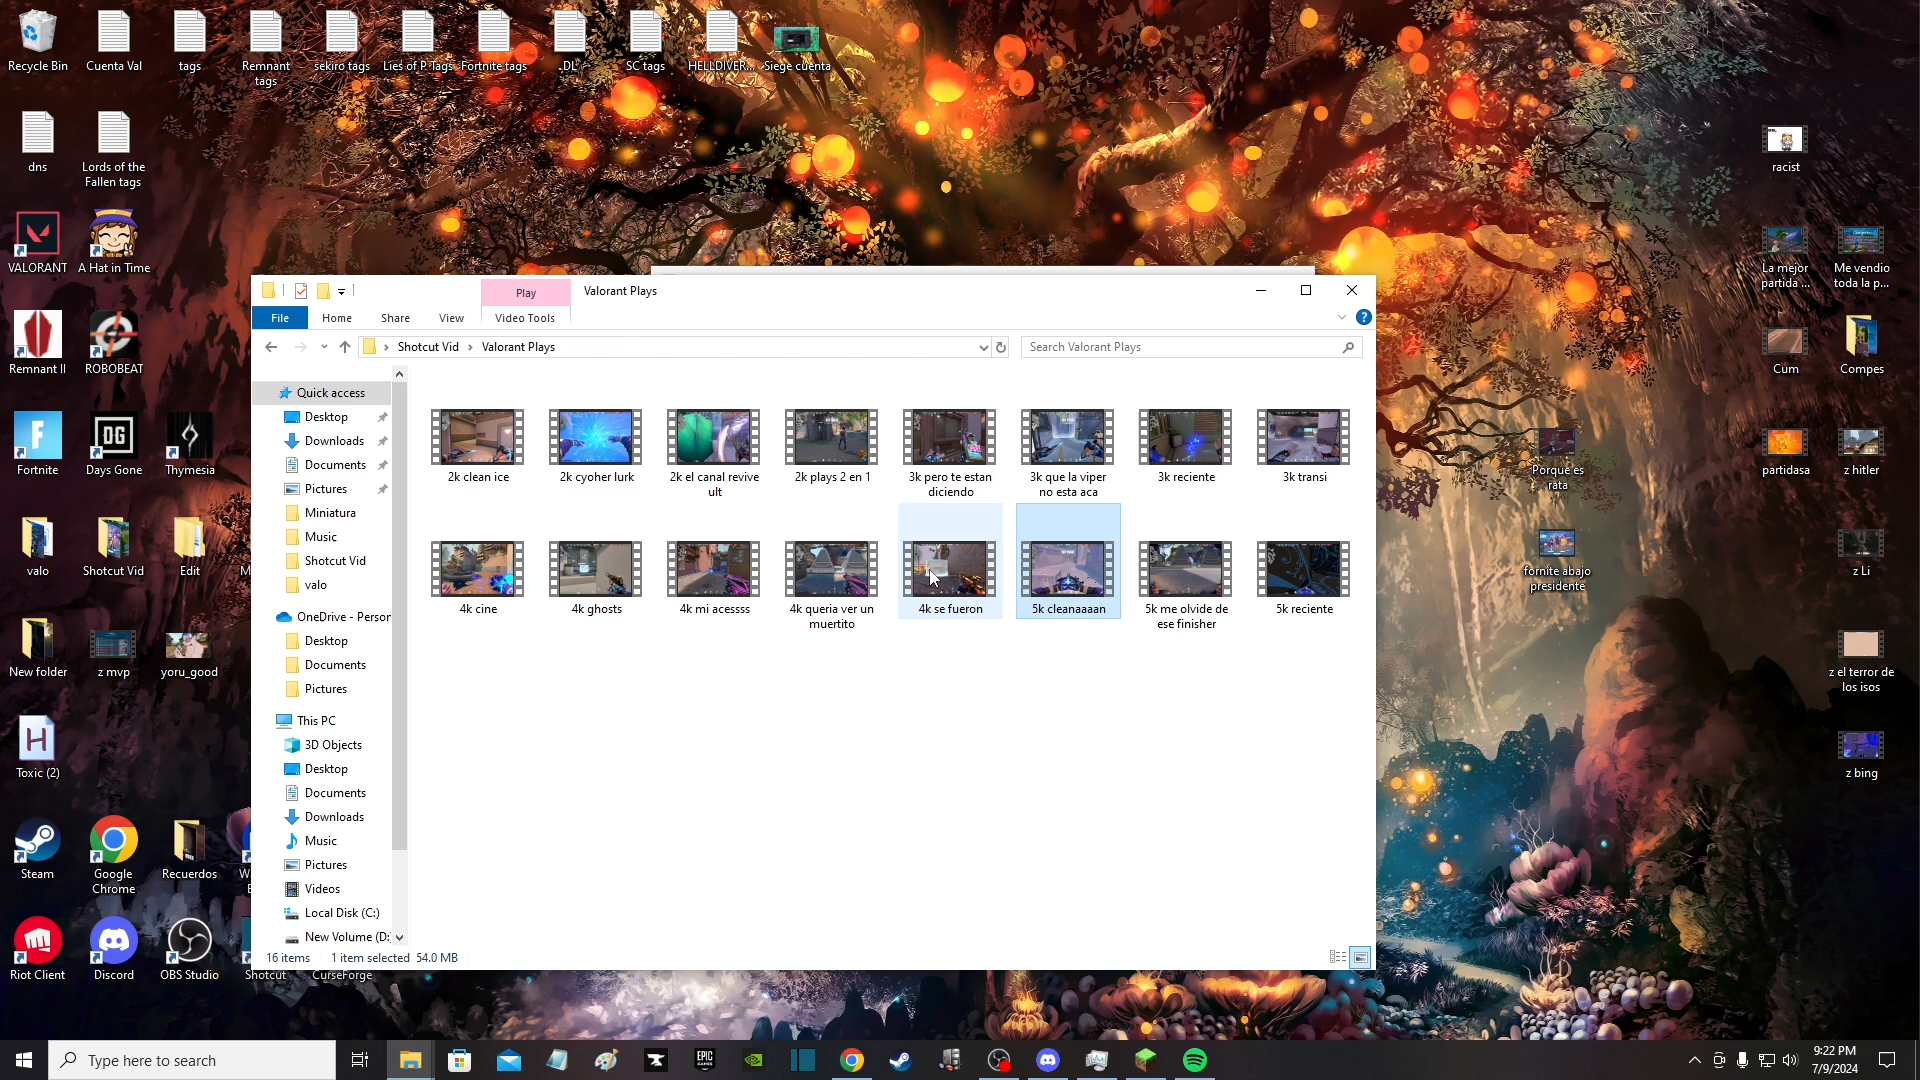 Recycle Bin
Cuenta Val
tags
Remnant
tags
sekiro tags
Lies of P Tags
Fortnite tags
DL
SC tags
HELLDIVER...
Siege cuenta
dns
Lords of the
Fallen tags
racist
VALORANT
A Hat in Time
La mejor
partida ...
Me vendio
toda la p...
Play
Valorant Plays
File
Home
Share
View
Video Tools
Shotcut Vid
Valorant Plays
Search Valorant Plays
Remnant II
ROBOBEAT
Cum
Compes
Quick access
Desktop
Downloads
Documents
Pictures
Miniatura
Music
Shotcut Vid
valo
OneDrive - Person
Desktop
Documents
Pictures
This PC
3D Objects
Desktop
Documents
Downloads
Music
Pictures
Videos
Local Disk (C:)
New Volume (D:)
2k clean ice
2k cyoher lurk
2k el canal revive
ult
2k plays 2 en 1
3k pero te estan
diciendo
3k que la viper
no esta aca
3k reciente
3k transi
4k cine
4k ghosts
4k mi acessss
4k queria ver un
muertito
4k se fueron
5k cleanaaaan
5k me olvide de
ese finisher
5k reciente
16 items
1 item selected
54.0 MB
Fortnite
Days Gone
Thymesia
Porque es
rata
partidasa
z hitler
valo
Shotcut Vid
Edit
M
fornite abajo
presidente
z Li
New folder
z mvp
yoru_good
z el terror de
los isos
Toxic (2)
z bing
Steam
Google
Chrome
Recuerdos
Riot Client
Discord
OBS Studio
Shotcut
CurseForge
Type here to search
EPIC
GAMES
9:22 PM
7/9/2024